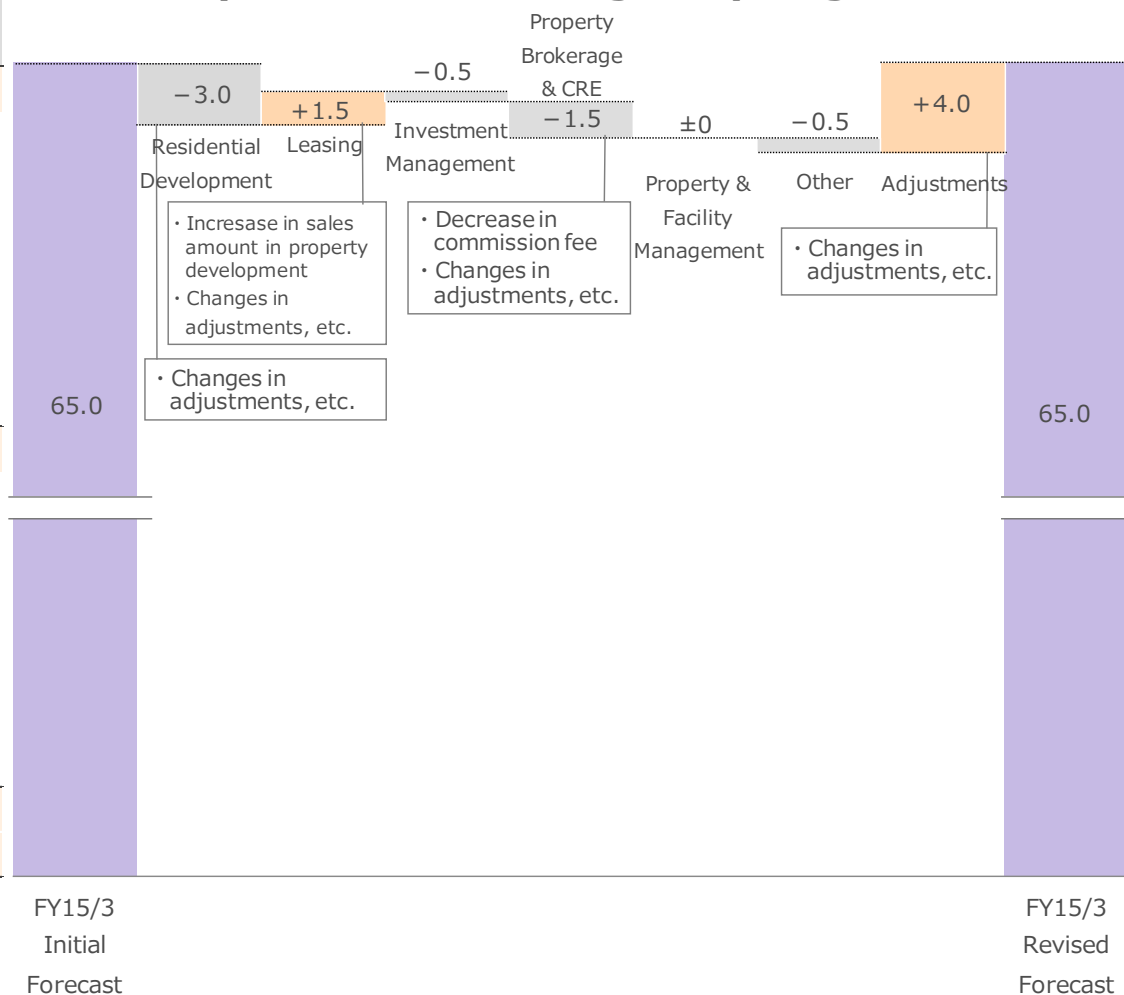 Property
Brokerage
& CRE
−3.0
+1.5
−0.5
−1.5
±0
−0.5
+4.0
Residential
Development
Leasing
Investment
Management
Property &
Facility
Management
Other
Adjustments
・Incresase in sales
amount in property
development
・Changes in
adjustments, etc.
・Decrease in
commission fee
・Changes in
adjustments, etc.
・Changes in
adjustments, etc.
・Changes in
adjustments, etc.
65.0
65.0
FY15/3
Initial
Forecast
FY15/3
Revised
Forecast